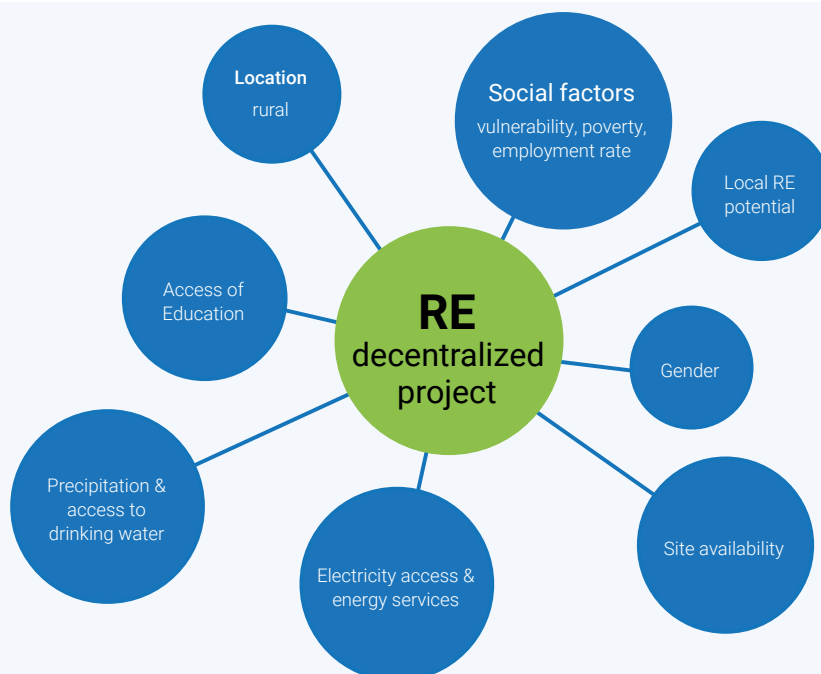 Location
rural
Social factors
vulnerability, poverty,
employment rate
Local RE
potential
Access of
Education
RE
decentralized
project
Gender
Precipitation &
access to
drinking water
Electricity access &
energy services
Site availability